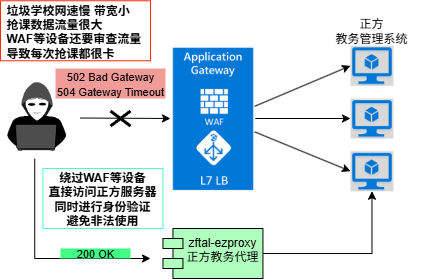 垃圾学校网速慢 带宽小
抢课数据流量很大
WAF等设备还要审查流量
导致每次抢课都很卡
502 Bad Gateway
504 Gateway Timeout
Application
Gateway
WAF
L7 LB
正方
教务管理系统
绕过WAF等设备
直接访问正方服务器
同时进行身份验证
避免非法使用
200 OK
zftal-ezproxy
正方教务代理